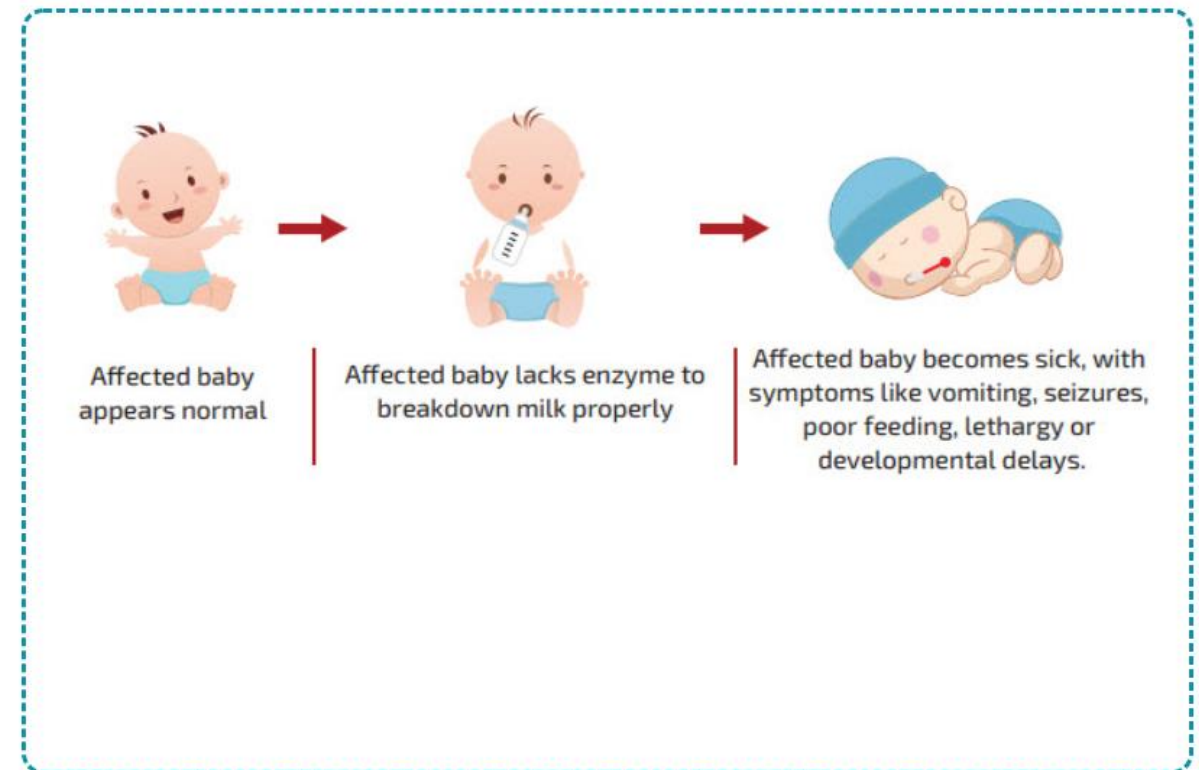 Affected baby
appears normal
Affected baby lacks enzyme to
breakdown milk properly
Affected baby becomes sick, with
symptoms like vomiting, seizures,
poor feeding, lethargy or
developmental delays.